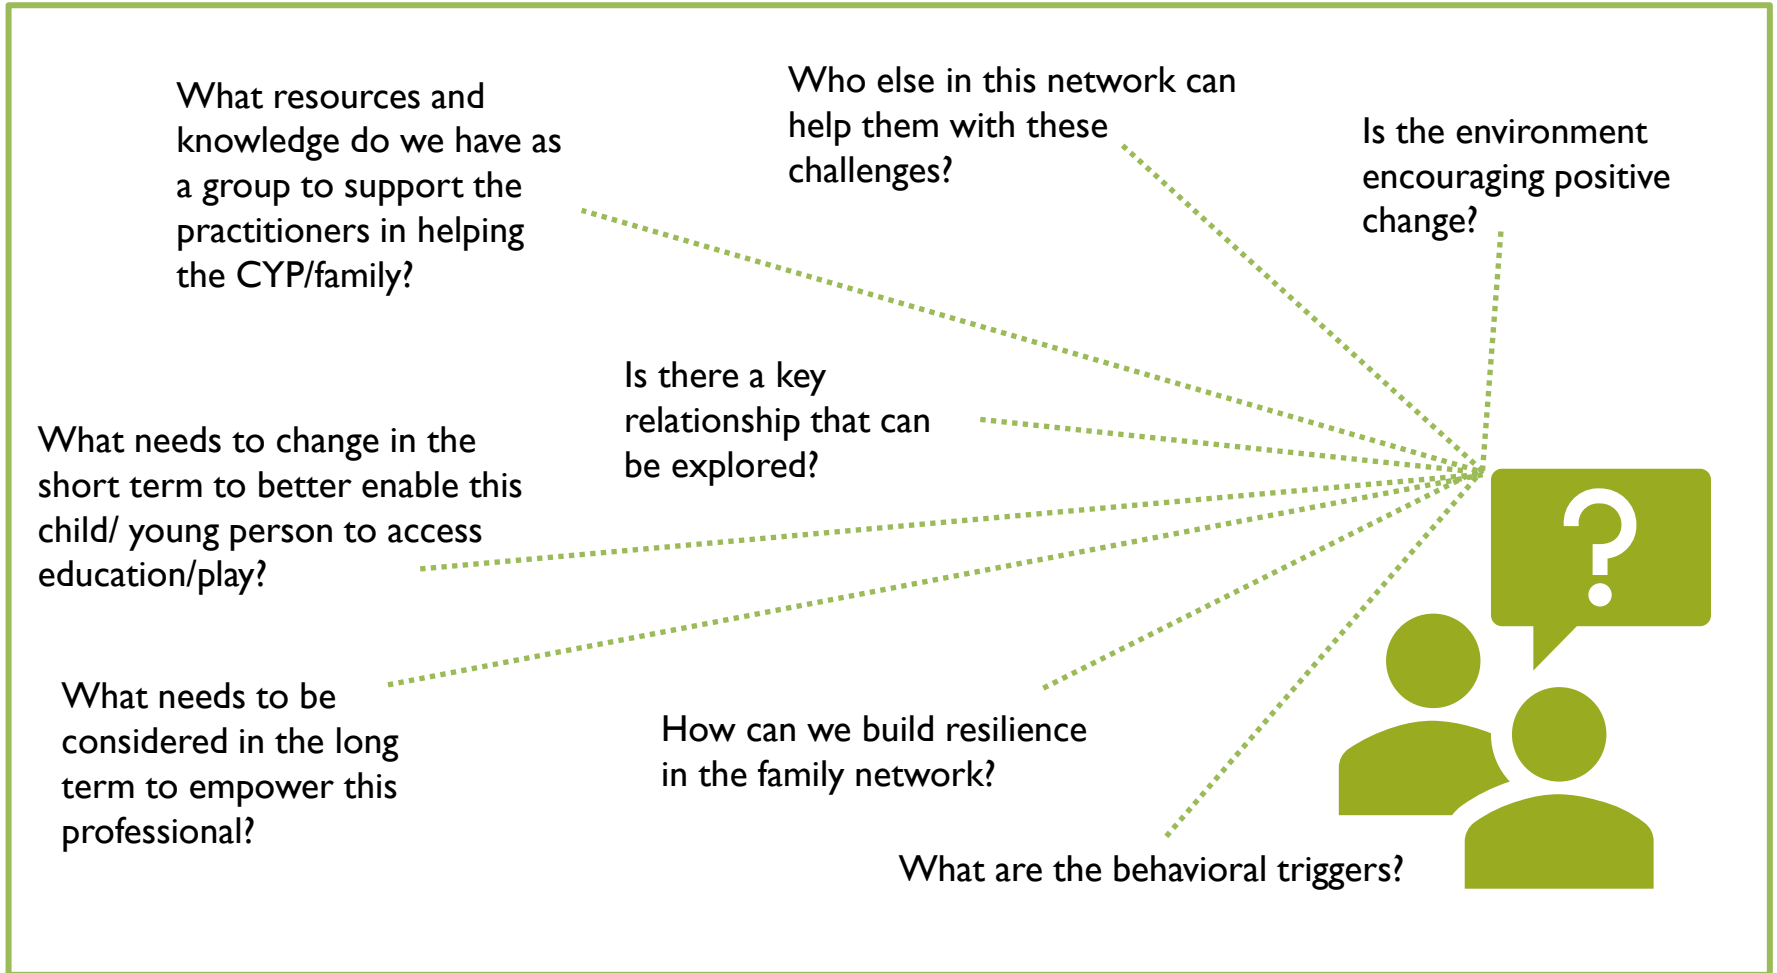 What resources and
knowledge do we have as
a group to support the
practitioners in helping
the CYP/family?
Who else in this network can
help them with these
challenges?
Is the environment
encouraging positive
change?
Is there a key
relationship that can
be explored?
What needs to change in the
short term to better enable this
child/ young person to access
education/play?
What needs to be
considered in the long
term to empower this
professional?
How can we build resilience
in the family network?
What are the behavioral triggers?
?